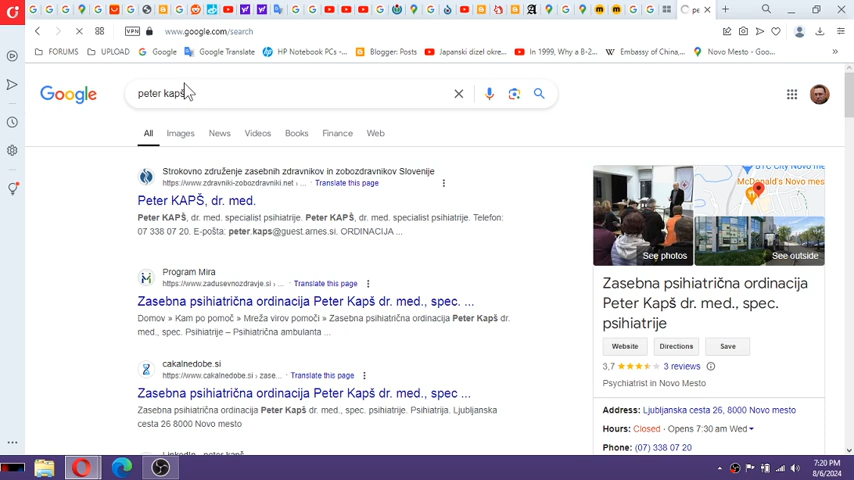 www.google.com/search
FORUMS
UPLOAD
Google
Google Translate
HP Notebook PCs -...
Blogger: Posts
Japanski dizel okre...
In 1999, Why a B-2...
Embassy of China,...
Novo Mesto - Goo...
Google
peter kapš
All
Images
News
Videos
Books
Finance
Web
Strokovno združenje zasebnih zdravnikov in zobozdravnikov Slovenije
https://www.zdravniki-zobozdravniki.net › ... · Translate this page
Peter KAPŠ, dr. med.
Peter KAPŠ, dr. med. specialist psihiatrije. Peter KAPŠ, dr. med. specialist psihiatrije. Telefon:
07 338 07 20. E-pošta: peter.kaps@guest.arnes.si. ORDINACIJA ...
Program Mira
https://www.zadusevnozdravje.si › ... · Translate this page
Zasebna psihiatrična ordinacija Peter Kapš dr. med., spec. ...
Domov » Kam po pomoč » Mreža virov pomoči » Zasebna psihiatrična ordinacija Peter Kapš dr.
med., spec. Psihiatrije – Psihiatrična ambulanta ...
cakalnedobe.si
https://www.cakalnedobe.si › zase... · Translate this page
Zasebna psihiatrična ordinacija Peter Kapš dr. med., spec ...
Zasebna psihiatrična ordinacija Peter Kapš dr. med., spec. psihiatrije. Psihiatrija. Ljubljanska
cesta 26 8000 Novo mesto
LinkedIn · peter kapš
BTC City Novo me
McDonald's Novo mes
See photos
See outside
Zasebna psihiatrična ordinacija
Peter Kapš dr. med., spec.
psihiatrije
Website
Directions
Save
3,7
3 reviews
Psychiatrist in Novo Mesto
Address: Ljubljanska cesta 26, 8000 Novo mesto
Hours: Closed · Opens 7:30 am Wed
Phone: (07) 338 07 20
7:20 PM
8/6/2024